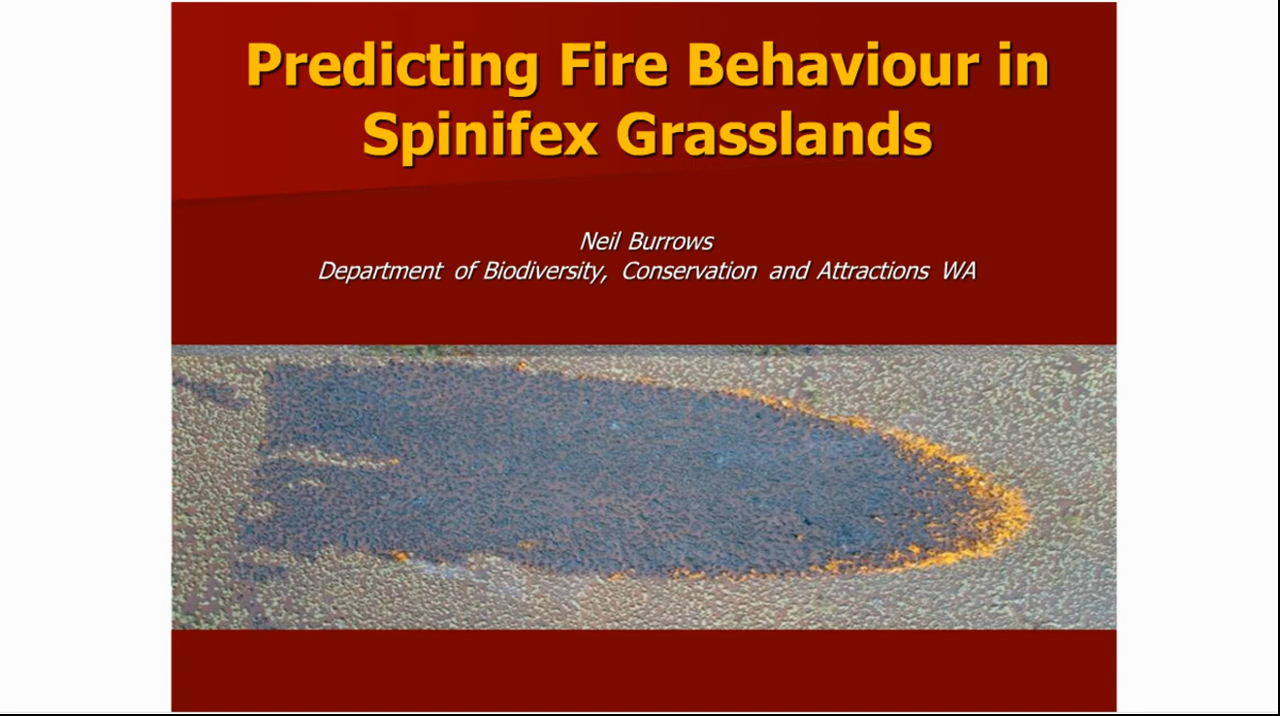 Predicting Fire Behaviour in
Spinifex Grasslands
Neil Burrows
Department of Biodiversity, Conservation and Attractions WA